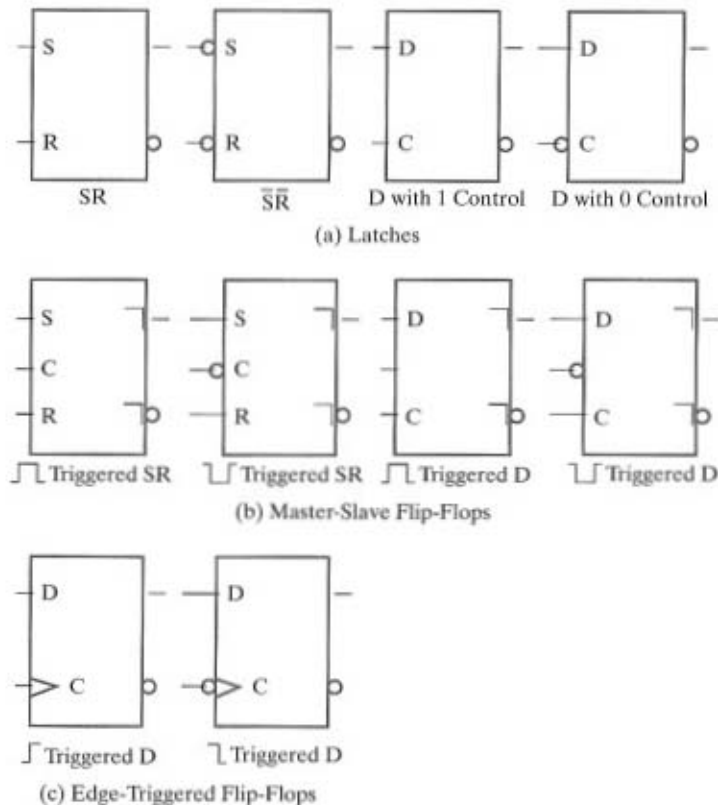 S S D D
R R C C
SR S̅R̅ D with 1 Control D with 0 Control
(a) Latches
S S D D
C C
R R C C
Triggered SR Triggered SR Triggered D Triggered D
(b) Master-Slave Flip-Flops
D D
C C
Triggered D Triggered D
(c) Edge-Triggered Flip-Flops